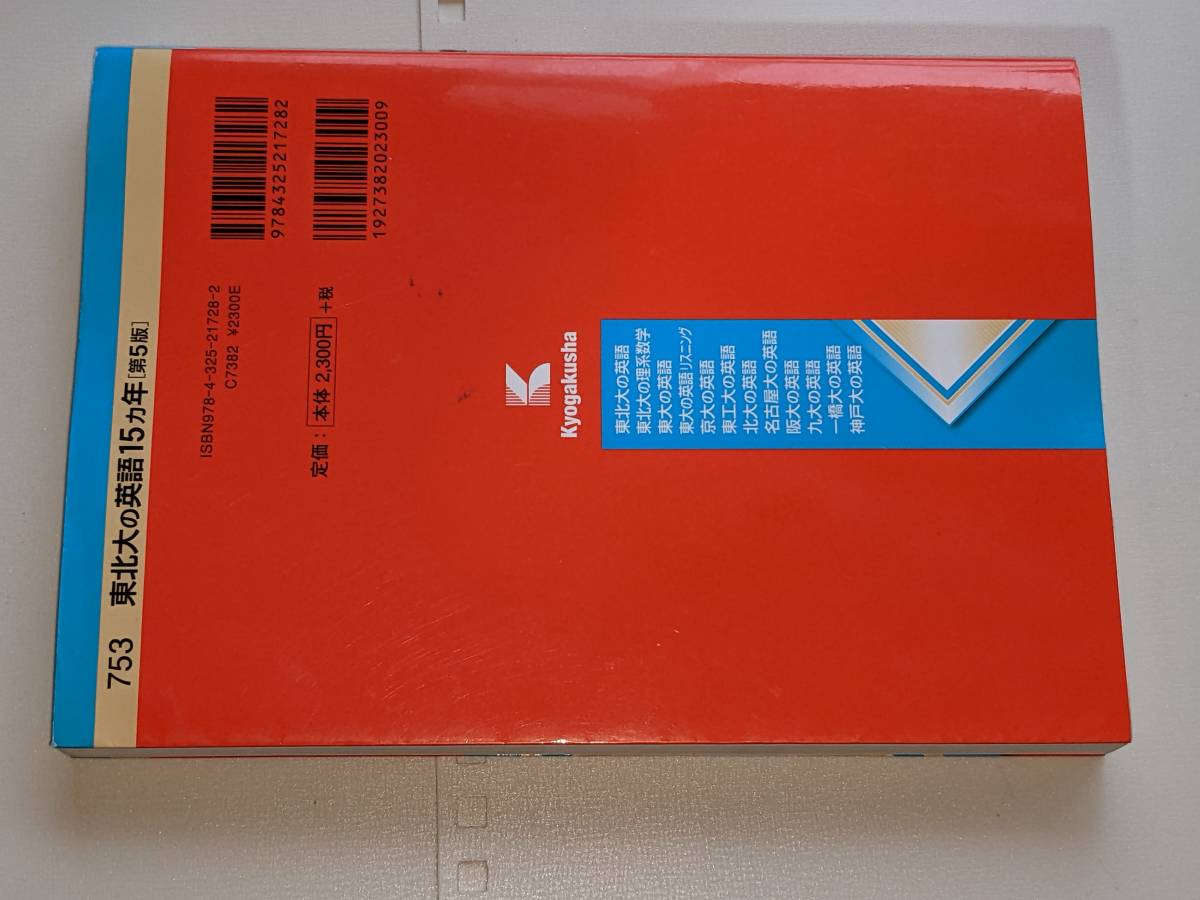 753 東北大の英語15カ年[第5版]
9784325217282
1927382023009
ISBN978-4-325-21728-2
C7382 ¥2300E
定価：本体 2,300円 +税
Kyogakusha
東北大の英語
東北大の理系数学
東大の英語
東大の英語リスニング
京大の英語
東工大の英語
北大の英語
名古屋大の英語
阪大の英語
九大の英語
一橋大の英語
神戸大の英語